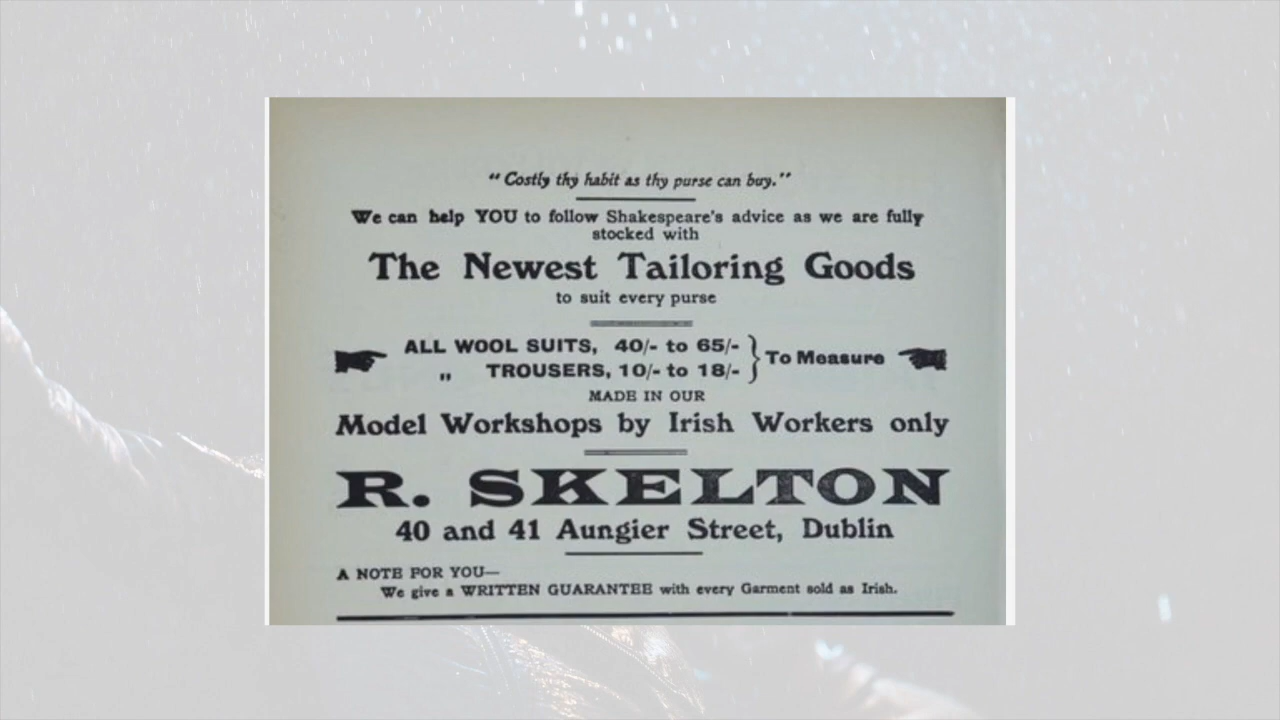 "Costly thy habit as thy purse can buy."
We can help YOU to follow Shakespeare's advice as we are fully
stocked with
The Newest Tailoring Goods
to suit every purse
ALL WOOL SUITS, 40/- to 65/- } To Measure
„ TROUSERS, 10/- to 18/-
MADE IN OUR
Model Workshops by Irish Workers only
R. SKELTON
40 and 41 Aungier Street, Dublin
A NOTE FOR YOU—
We give a WRITTEN GUARANTEE with every Garment sold as Irish.